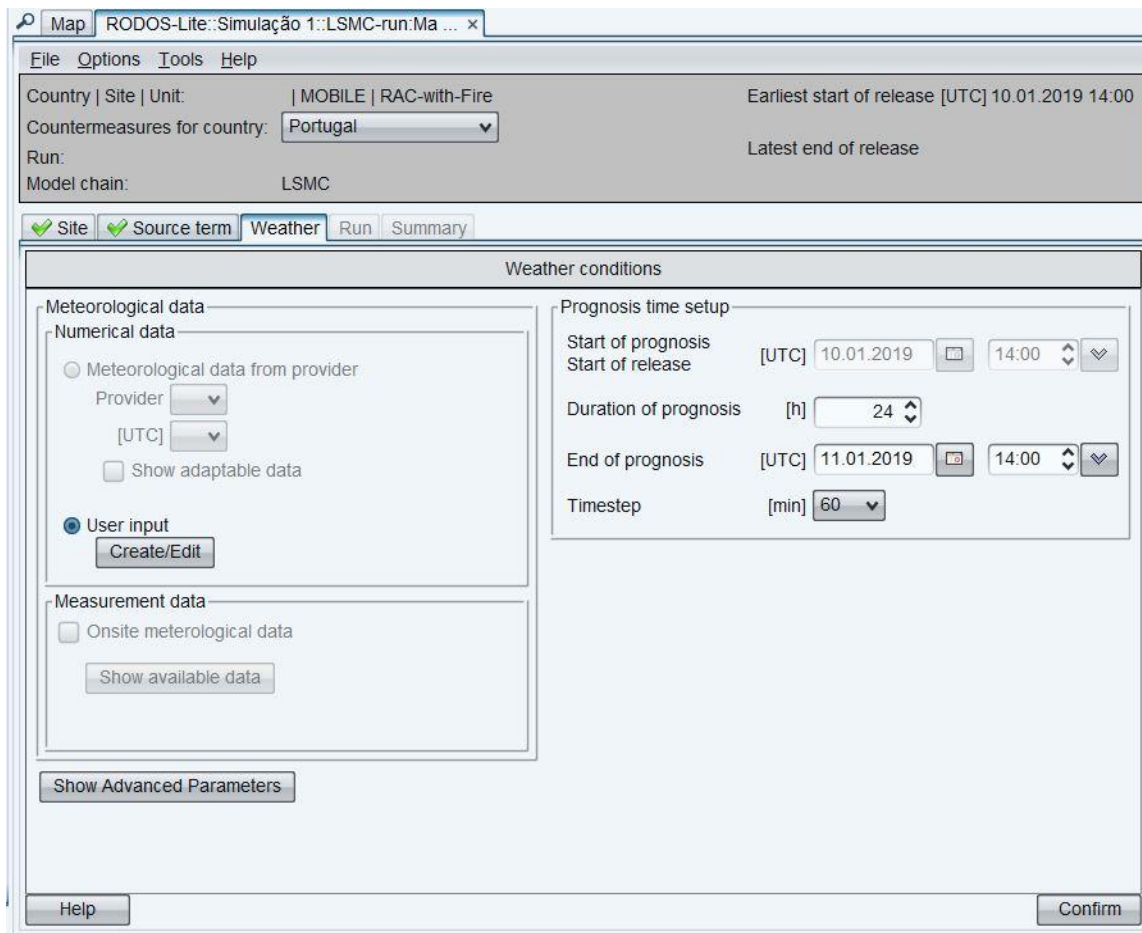 Map RODOS-Lite::Simulação 1::LSMC-run:Ma ... ×
File Options Tools Help
Country | Site | Unit: | MOBILE | RAC-with-Fire Earliest start of release [UTC] 10.01.2019 14:00
Countermeasures for country: Portugal
Latest end of release
Run:
Model chain: LSMC
Site Source term Weather Run Summary
Weather conditions
Meteorological data
Numerical data
Meteorological data from provider
Provider
[UTC]
Show adaptable data
User input
Create/Edit
Measurement data
Onsite meterological data
Show available data
Show Advanced Parameters
Prognosis time setup
Start of prognosis
Start of release [UTC] 10.01.2019 14:00
Duration of prognosis [h] 24
End of prognosis [UTC] 11.01.2019 14:00
Timestep [min] 60
Help Confirm